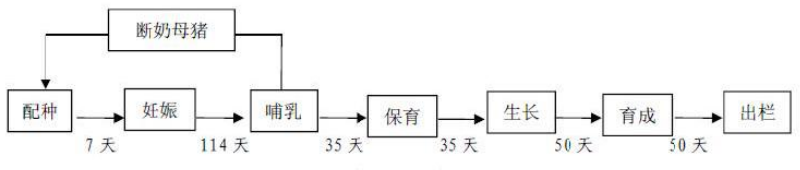 断奶母猪
配种
妊娠
哺乳
保育
生长
育成
出栏
7 天
114 天
35 天
35 天
50 天
50 天